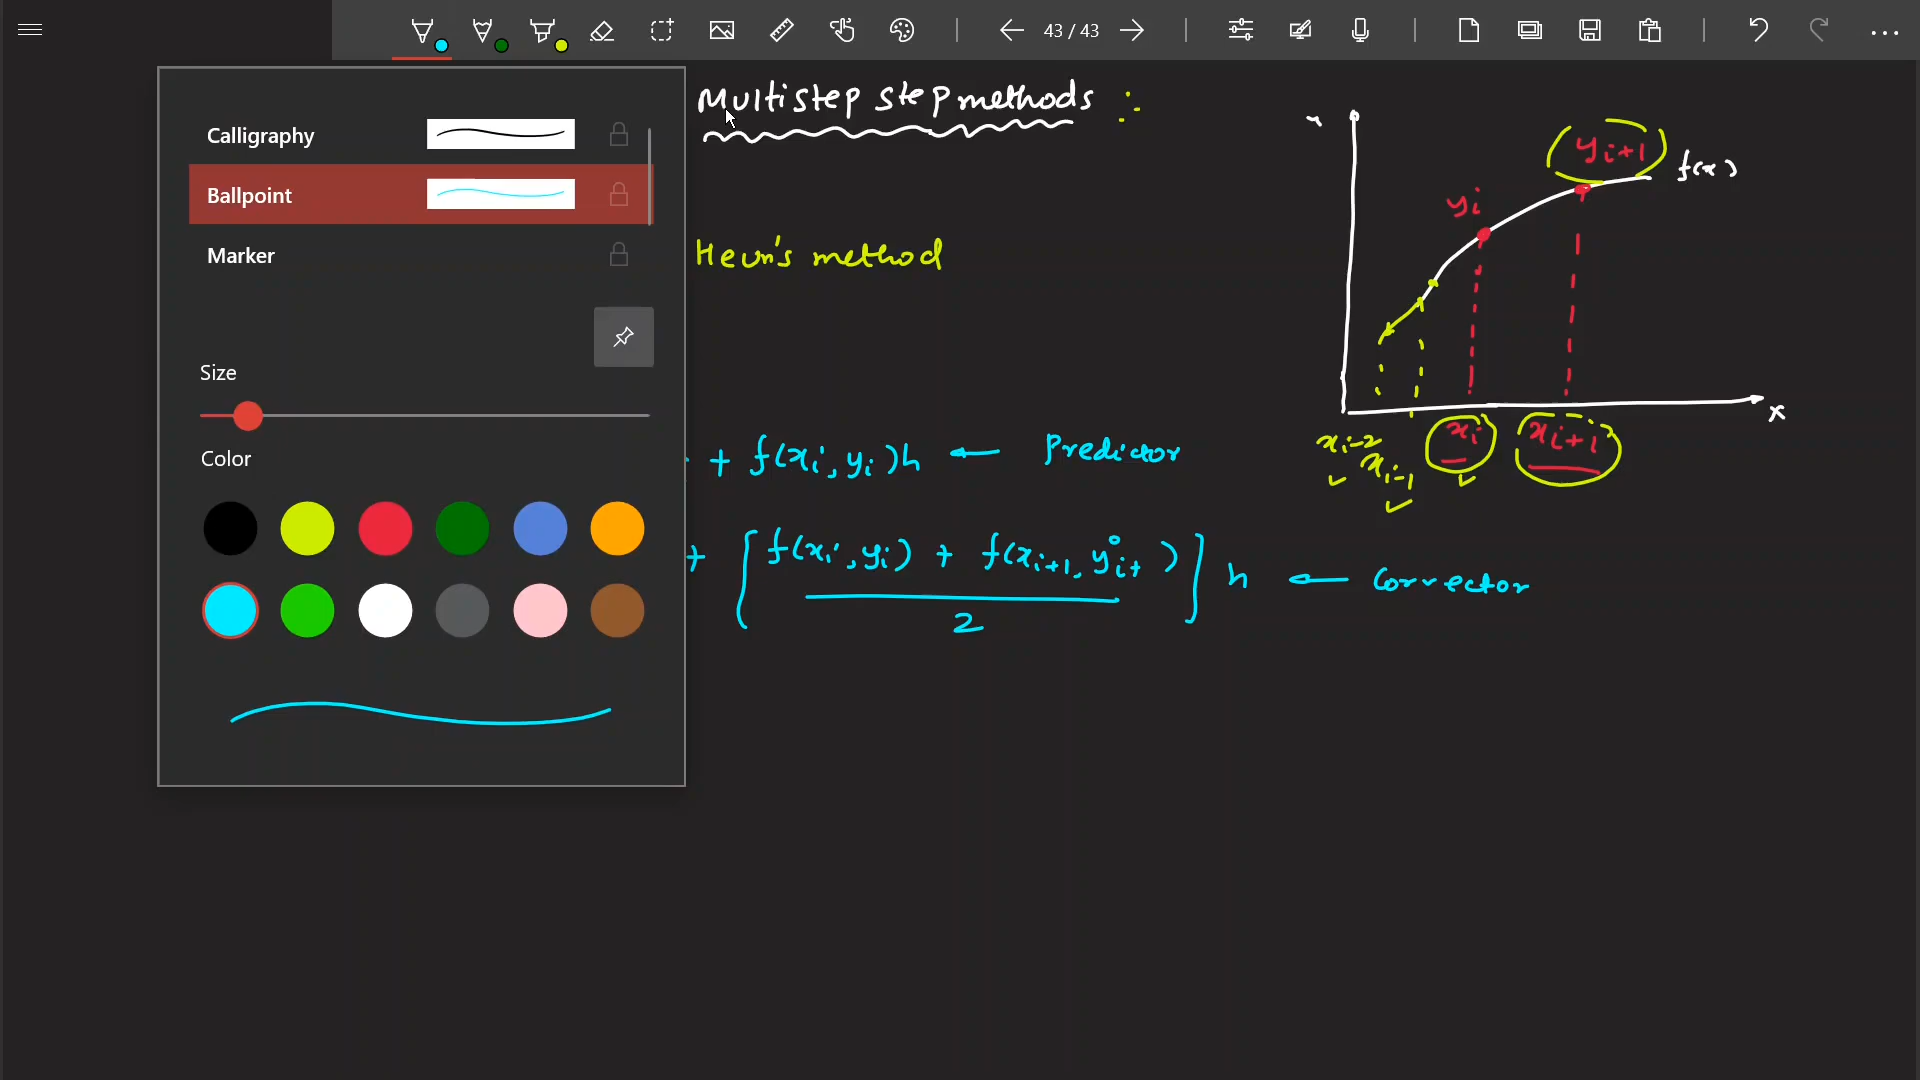 43 / 43
Calligraphy
Ballpoint
Marker
Size
Color
Multistep step methods :-
Heun's method
+ f(xi, yi)h ← Predictor
+ [f(xi, yi) + f(xi+1, y°i+ )] h ← Corrector
2
yi+1
f(x)
yi
x
xi-2
xi-1
xi
xi+1